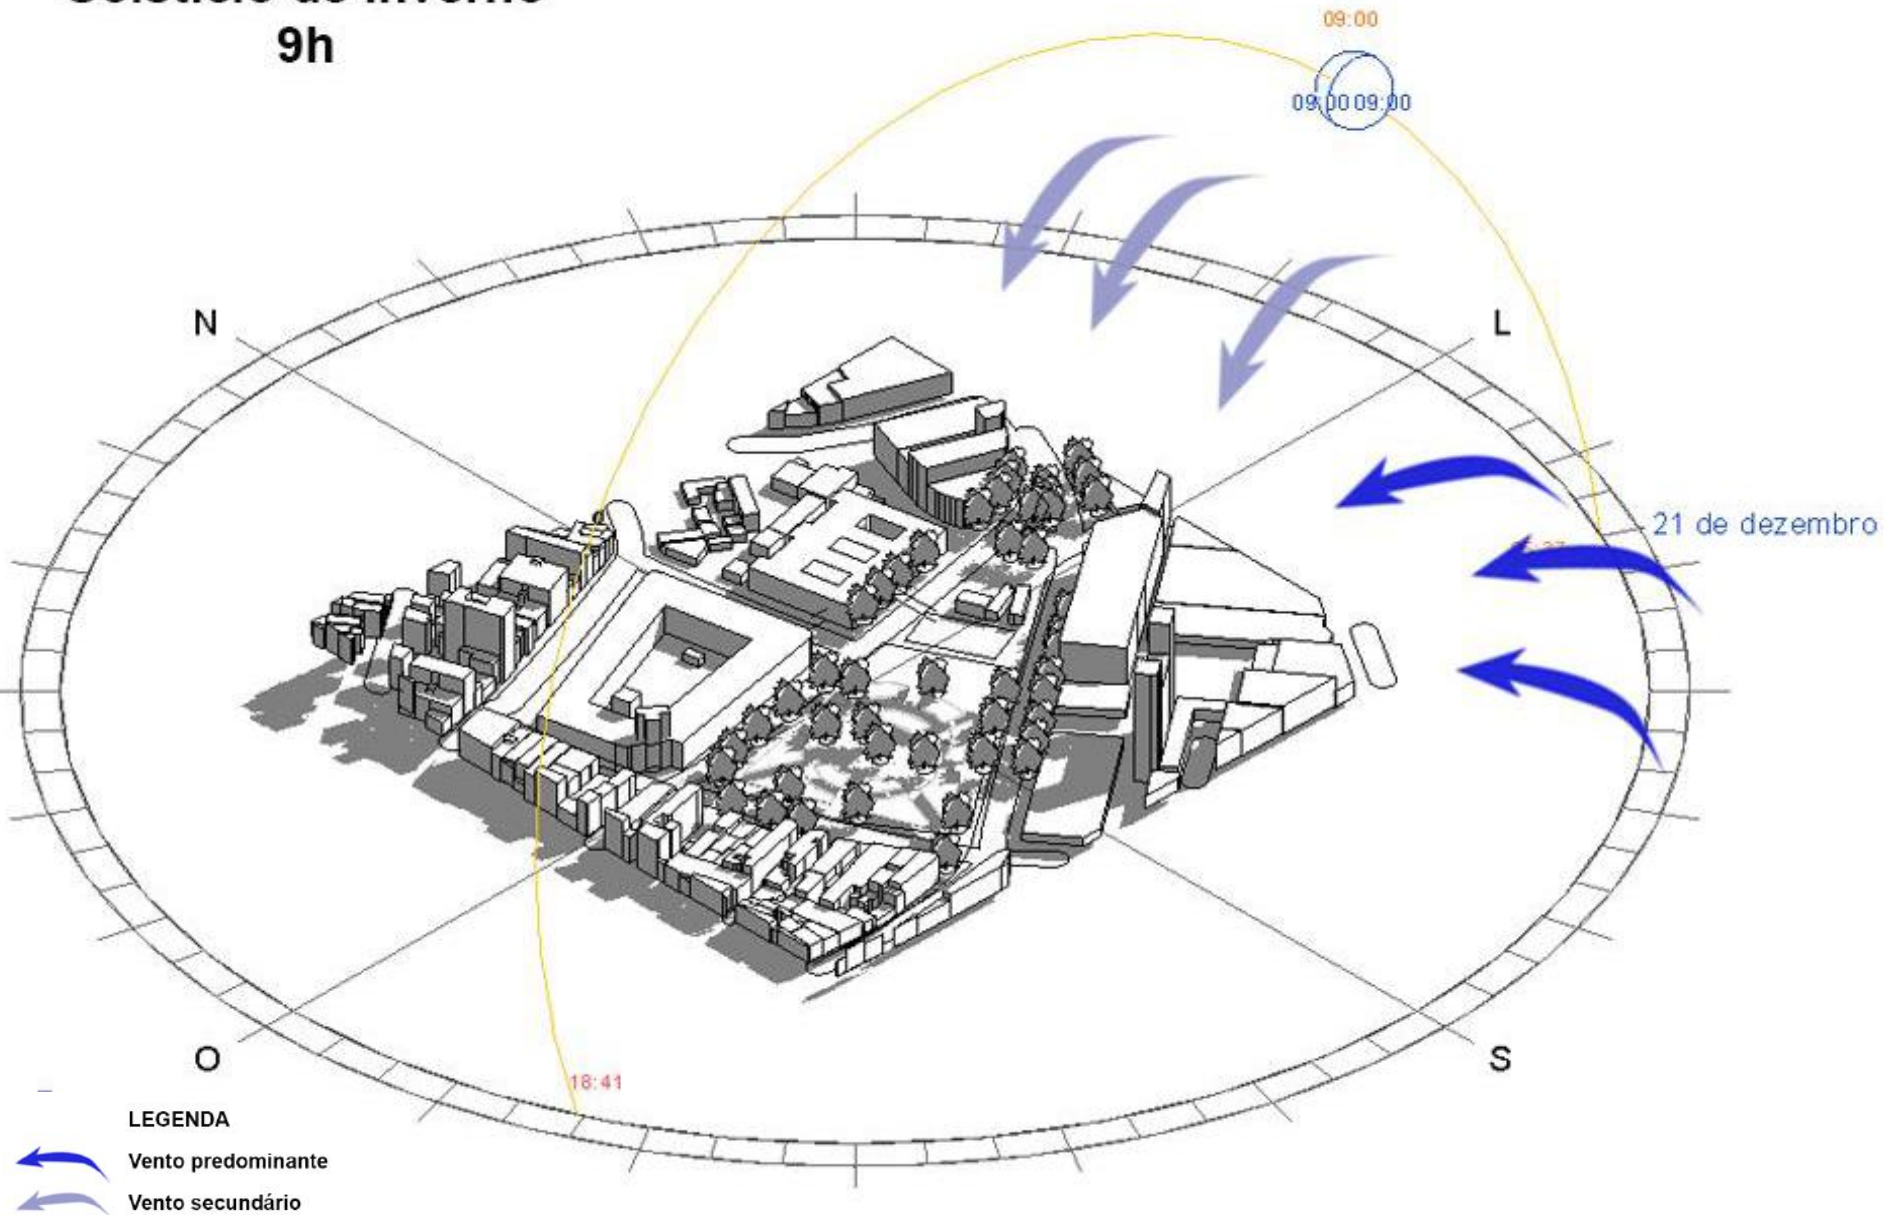 9h
09:00
09:00 09:00
N
L
21 de dezembro
O
S
18:41
LEGENDA
Vento predominante
Vento secundário